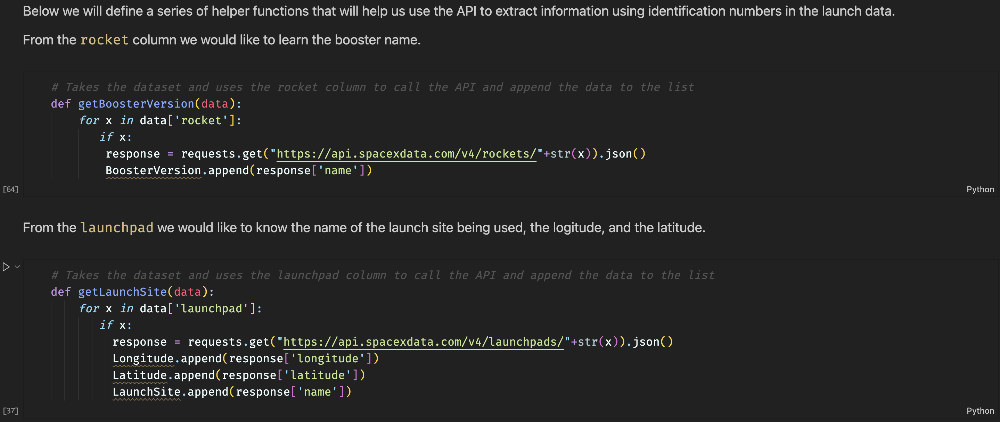 Below we will define a series of helper functions that will help us use the API to extract information using identification numbers in the launch data.
From the rocket column we would like to learn the booster name.
# Takes the dataset and uses the rocket column to call the API and append the data to the list
def getBoosterVersion(data):
    for x in data['rocket']:
       if x:
        response = requests.get("https://api.spacexdata.com/v4/rockets/"+str(x)).json()
        BoosterVersion.append(response['name'])
[64]
Python
From the launchpad we would like to know the name of the launch site being used, the logitude, and the latitude.
# Takes the dataset and uses the launchpad column to call the API and append the data to the list
def getLaunchSite(data):
    for x in data['launchpad']:
       if x:
         response = requests.get("https://api.spacexdata.com/v4/launchpads/"+str(x)).json()
         Longitude.append(response['longitude'])
         Latitude.append(response['latitude'])
         LaunchSite.append(response['name'])
[37]
Python